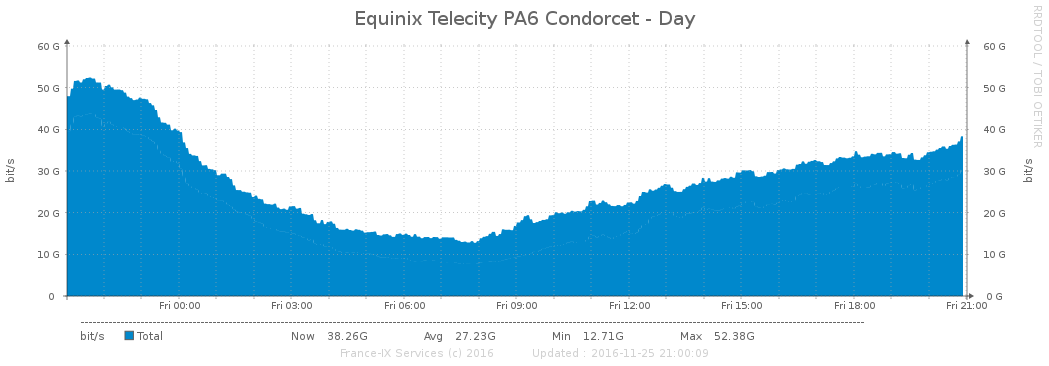 Equinix Telecity PA6 Condorcet - Day
RRDTOOL / TOBI OETIKER
60 G 60 G
50 G 50 G
40 G 40 G
30 G 30 G
20 G 20 G
10 G 10 G
0 0 G
bit/s
bit/s
Fri 00:00 Fri 03:00 Fri 06:00 Fri 09:00 Fri 12:00 Fri 15:00 Fri 18:00 Fri 21:00
bit/s Total Now 38.26G Avg 27.23G Min 12.71G Max 52.38G
France-IX Services (c) 2016 Updated : 2016-11-25 21:00:09